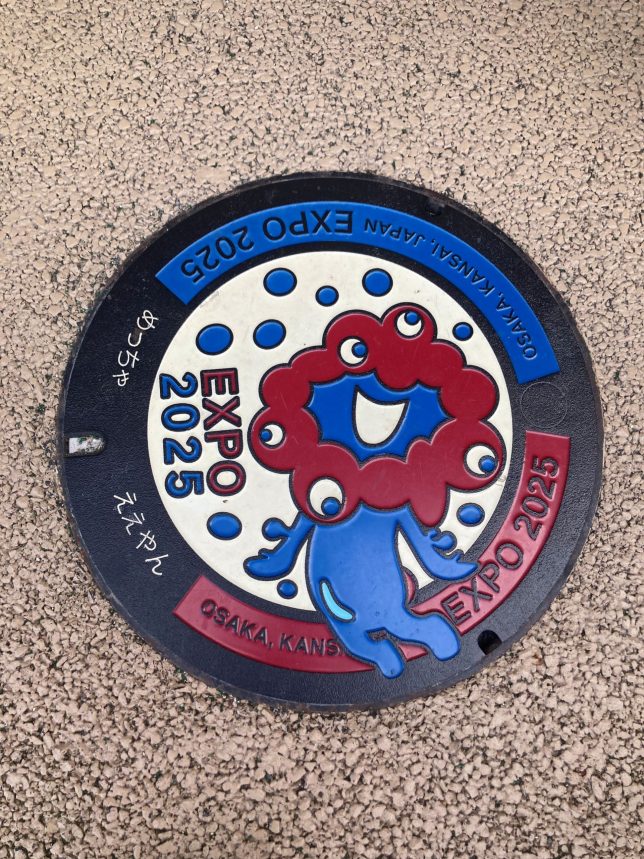 OSAKA, KANSAI, JAPAN EXPO 2025
めっちゃ
EXPO
2025
ええやん
OSAKA, KANS
EXPO 2025